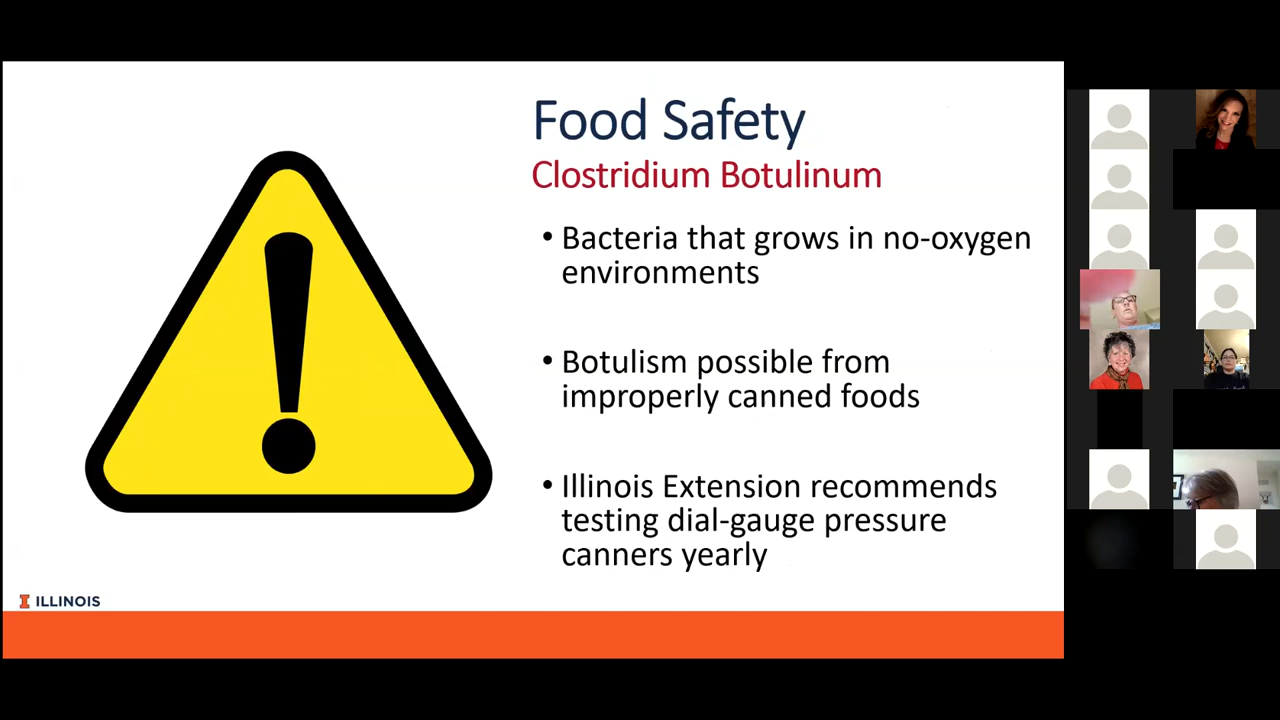 Food Safety
Clostridium Botulinum
• Bacteria that grows in no-oxygen
environments
• Botulism possible from
improperly canned foods
• Illinois Extension recommends
testing dial-gauge pressure
canners yearly
I ILLINOIS